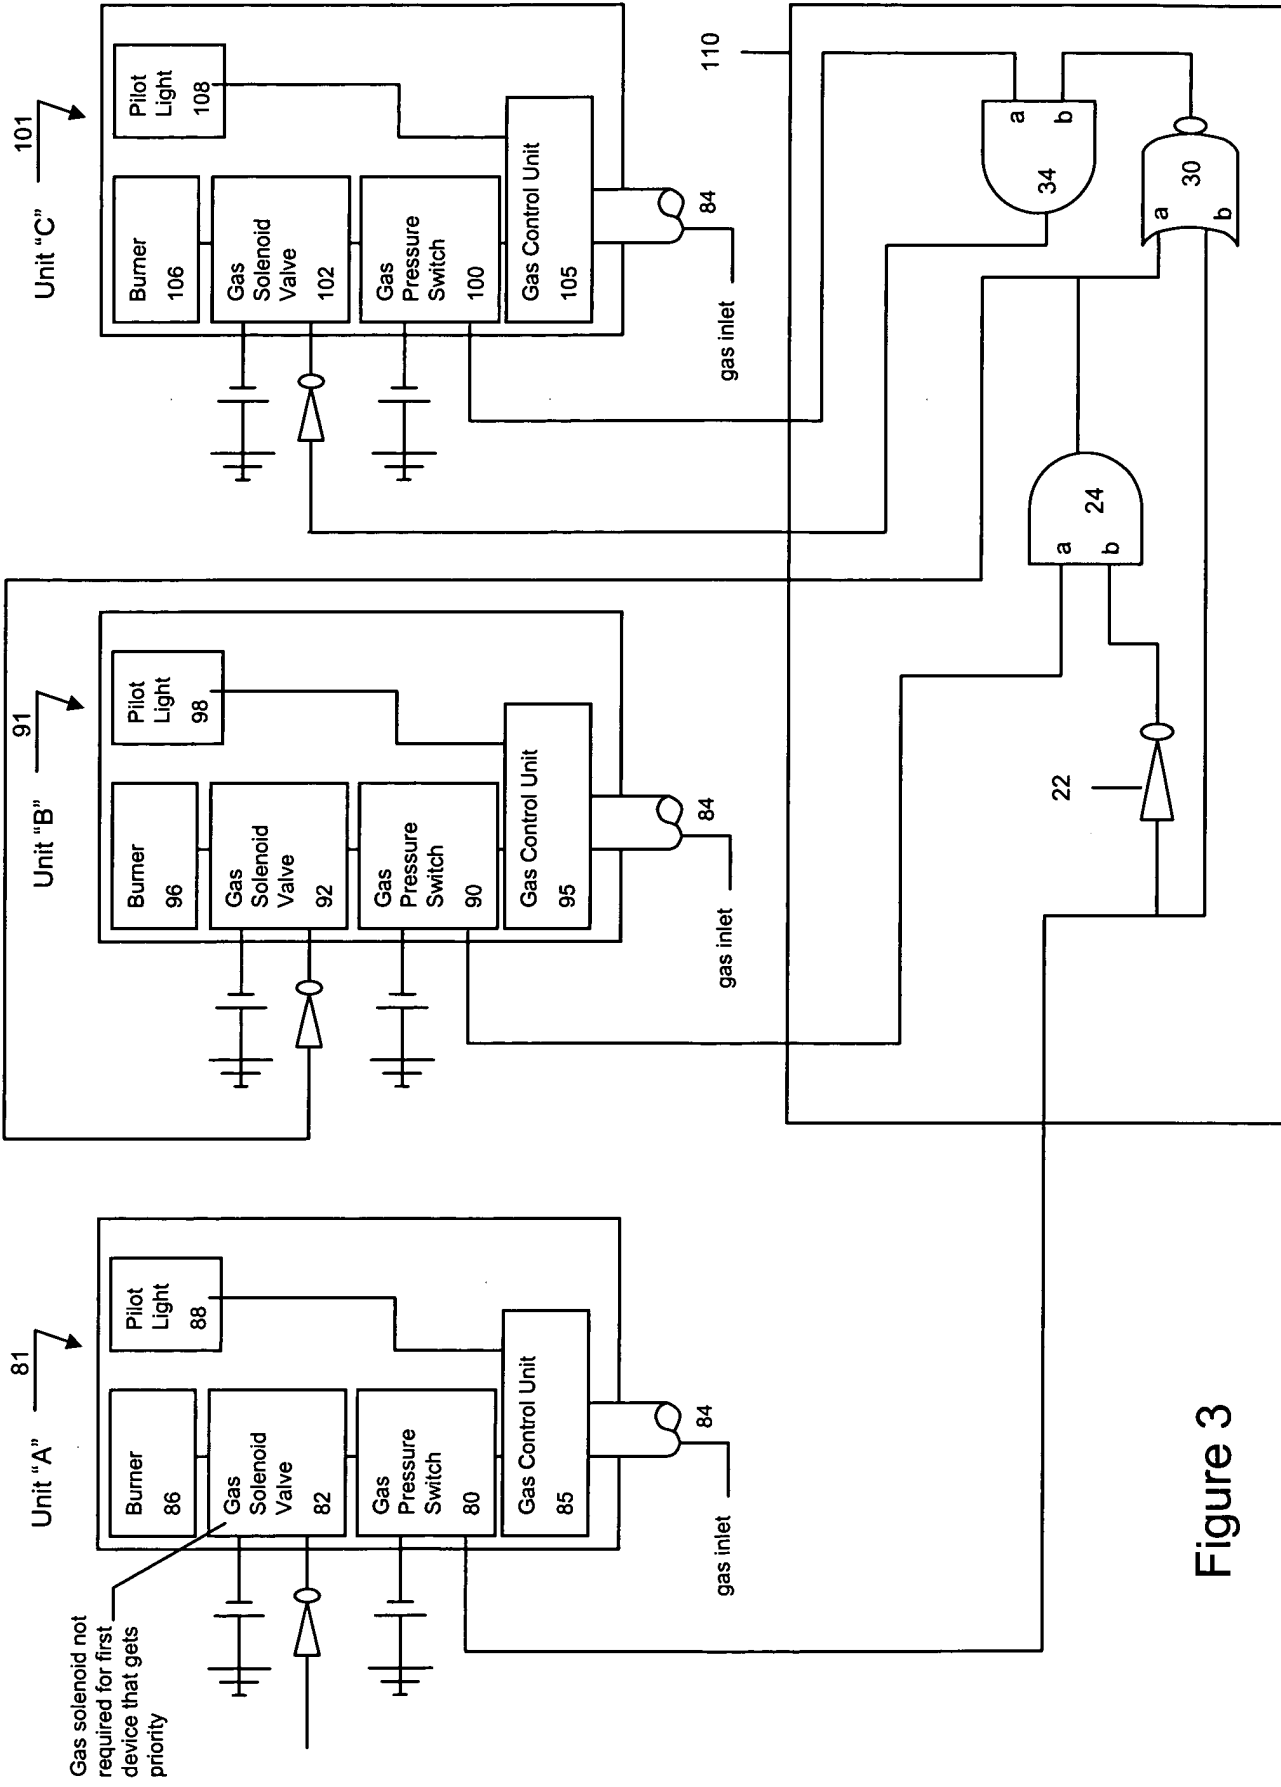 Unit “A”
81
Gas solenoid not
required for first
device that gets
priority
Burner
86
Gas
Solenoid
Valve
82
Gas
Pressure
Switch
80
Gas Control Unit
85
Pilot
Light
88
84
gas inlet
Unit “B”
91
Burner
96
Gas
Solenoid
Valve
92
Gas
Pressure
Switch
90
Gas Control Unit
95
Pilot
Light
98
84
gas inlet
Unit “C”
101
Burner
106
Gas
Solenoid
Valve
102
Gas
Pressure
Switch
100
Gas Control Unit
105
Pilot
Light
108
84
gas inlet
110
22
a
b
24
a
b
34
a
b
30
Figure 3